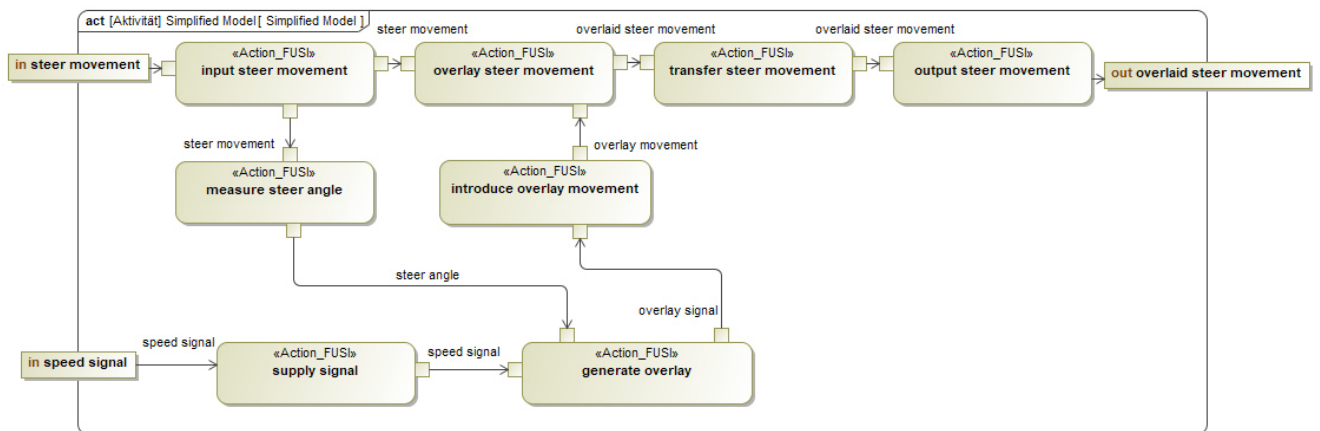 act [Aktivität] Simplified Model[ Simplified Model ]
steer movement
overlaid steer movement
overlaid steer movement
in steer movement
«Action_FUSI»
input steer movement
«Action_FUSI»
overlay steer movement
«Action_FUSI»
transfer steer movement
«Action_FUSI»
output steer movement
out overlaid steer movement
steer movement
overlay movement
«Action_FUSI»
measure steer angle
«Action_FUSI»
introduce overlay movement
steer angle
overlay signal
in speed signal
speed signal
«Action_FUSI»
supply signal
speed signal
«Action_FUSI»
generate overlay